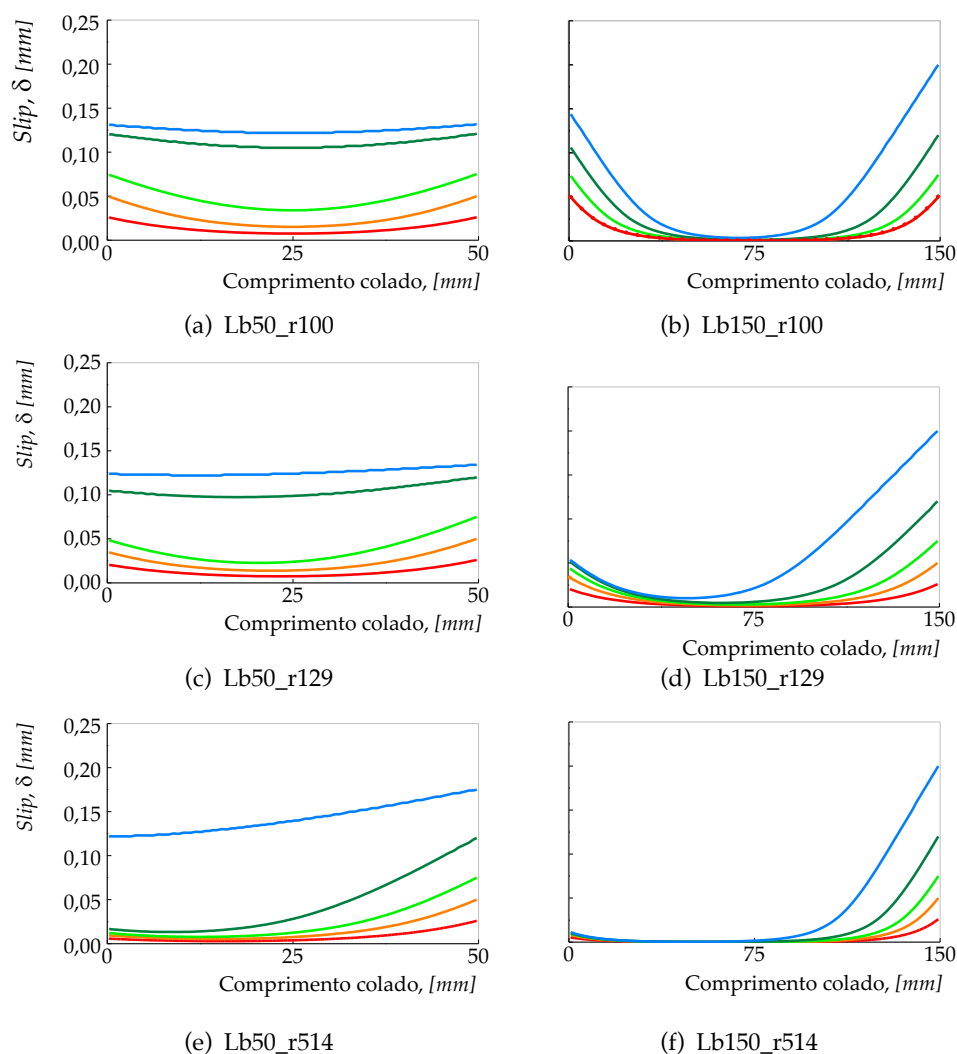 0,25
0,20
0,15
0,10
0,05
0,00
Slip, δ [mm]
0
25
50
Comprimento colado, [mm]
(a) Lb50_r100
0
75
150
Comprimento colado, [mm]
(b) Lb150_r100
0,25
0,20
0,15
0,10
0,05
0,00
Slip, δ [mm]
0
25
50
Comprimento colado, [mm]
(c) Lb50_r129
0
75
150
Comprimento colado, [mm]
(d) Lb150_r129
0,25
0,20
0,15
0,10
0,05
0,00
Slip, δ [mm]
0
25
50
Comprimento colado, [mm]
(e) Lb50_r514
0
75
150
Comprimento colado, [mm]
(f) Lb150_r514